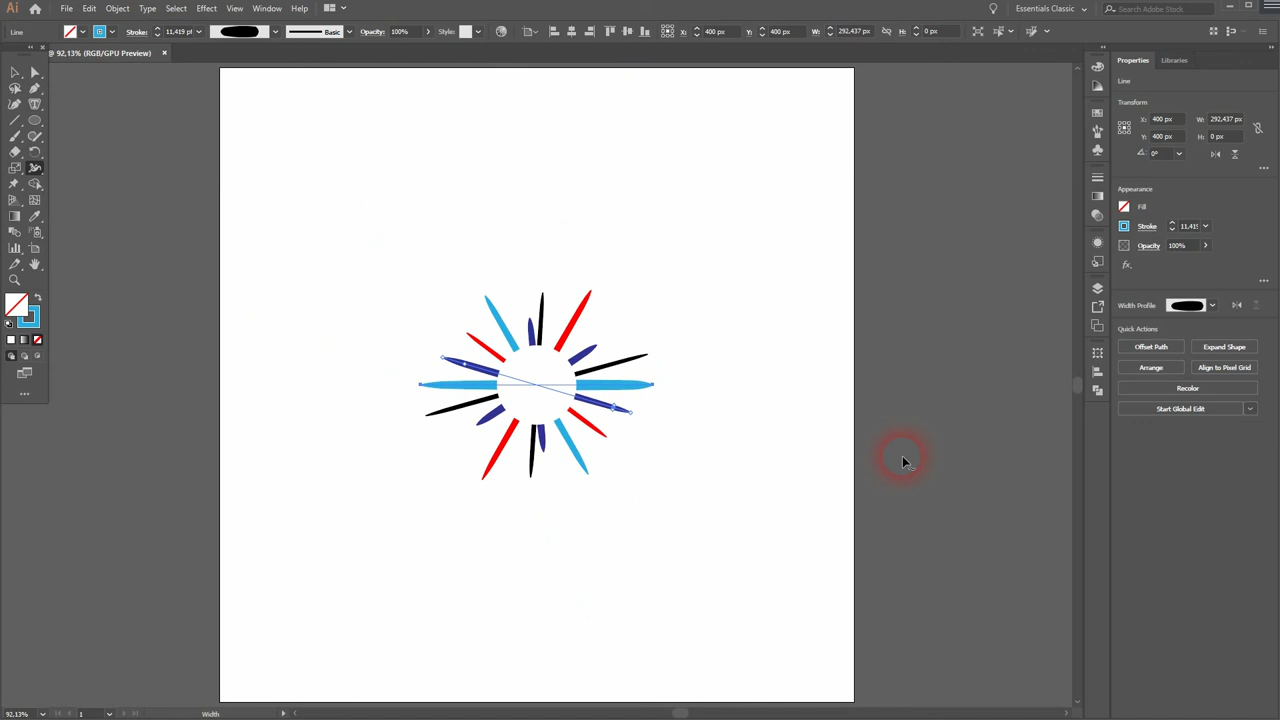 Ai File Edit Object Type Select Effect View Window Help Essentials Classic Search Adobe Stock
Line Stroke: 11,419 px Basic Opacity: 100% Style: X: 400 px Y: 400 px W: 292,437 px H: 0 px
92,13% (RGB/GPU Preview) ×
Properties Libraries
Line
Transform
X: 400 px W: 292,437 px
Y: 400 px H: 0 px
0°
Appearance
Fill
Stroke 11,419
Opacity 100%
fx
Width Profile
Quick Actions
Offset Path Expand Shape
Arrange Align to Pixel Grid
Recolor
Start Global Edit
92,13% 1 Width